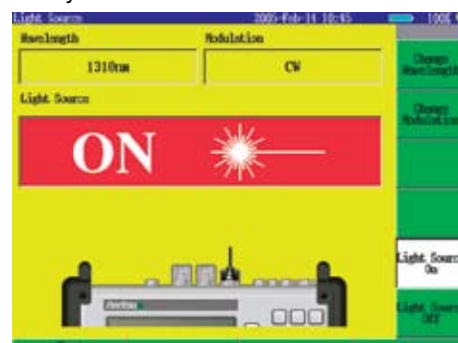 Light Source 2005-Feb-14 10:45 100%
Wavelength Modulation
1310nm CW
Light Source
ON
Change
Wavelength
Change
Modulation
Light Source
On
Light Source
Off
Anritsu